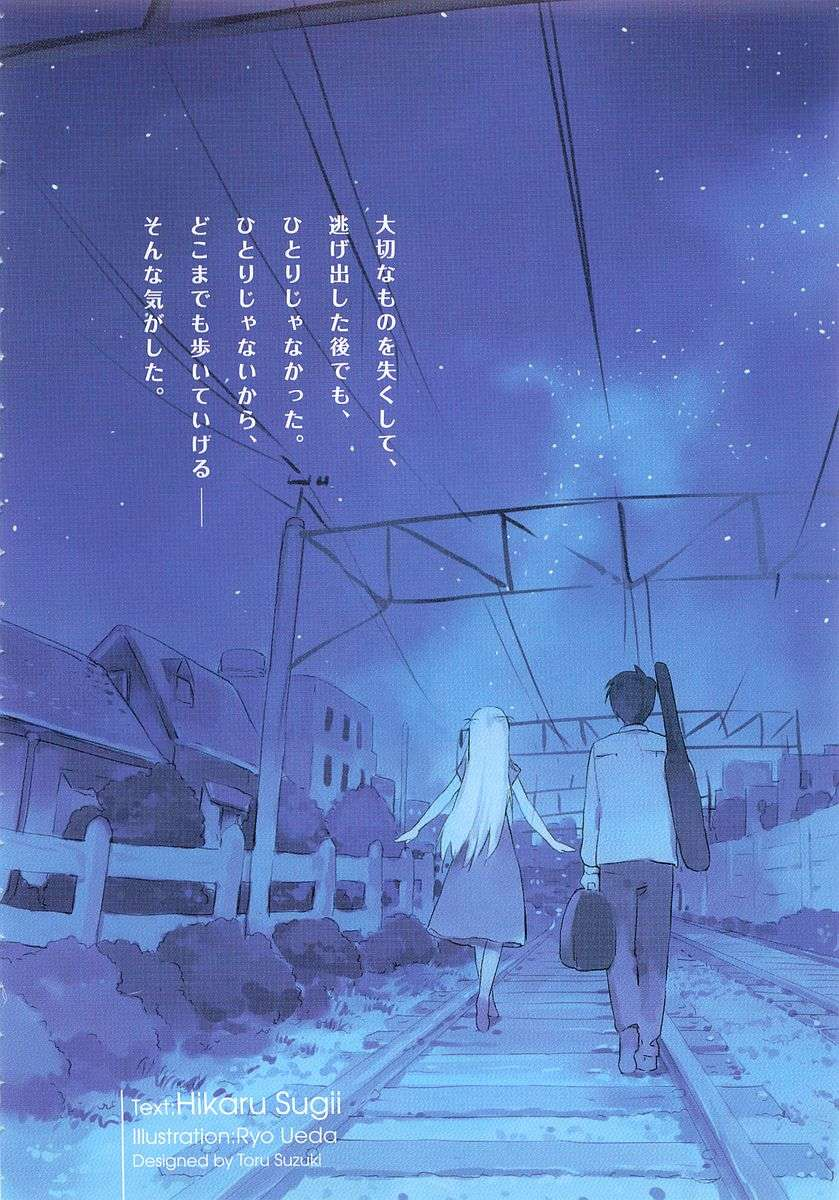 大切なものを失くして、
逃げ出した後でも、
ひとりじゃなかった。
ひとりじゃないから、
どこまでも歩いていける——
そんな気がした。
Text:Hikaru Sugii
Illustration:Ryo Ueda
Designed by Toru Suzuki